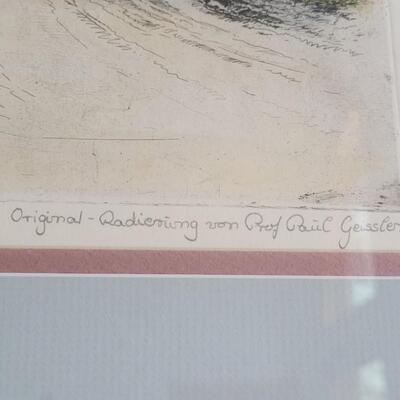 Original - Radierung von Prof Paul Geissler